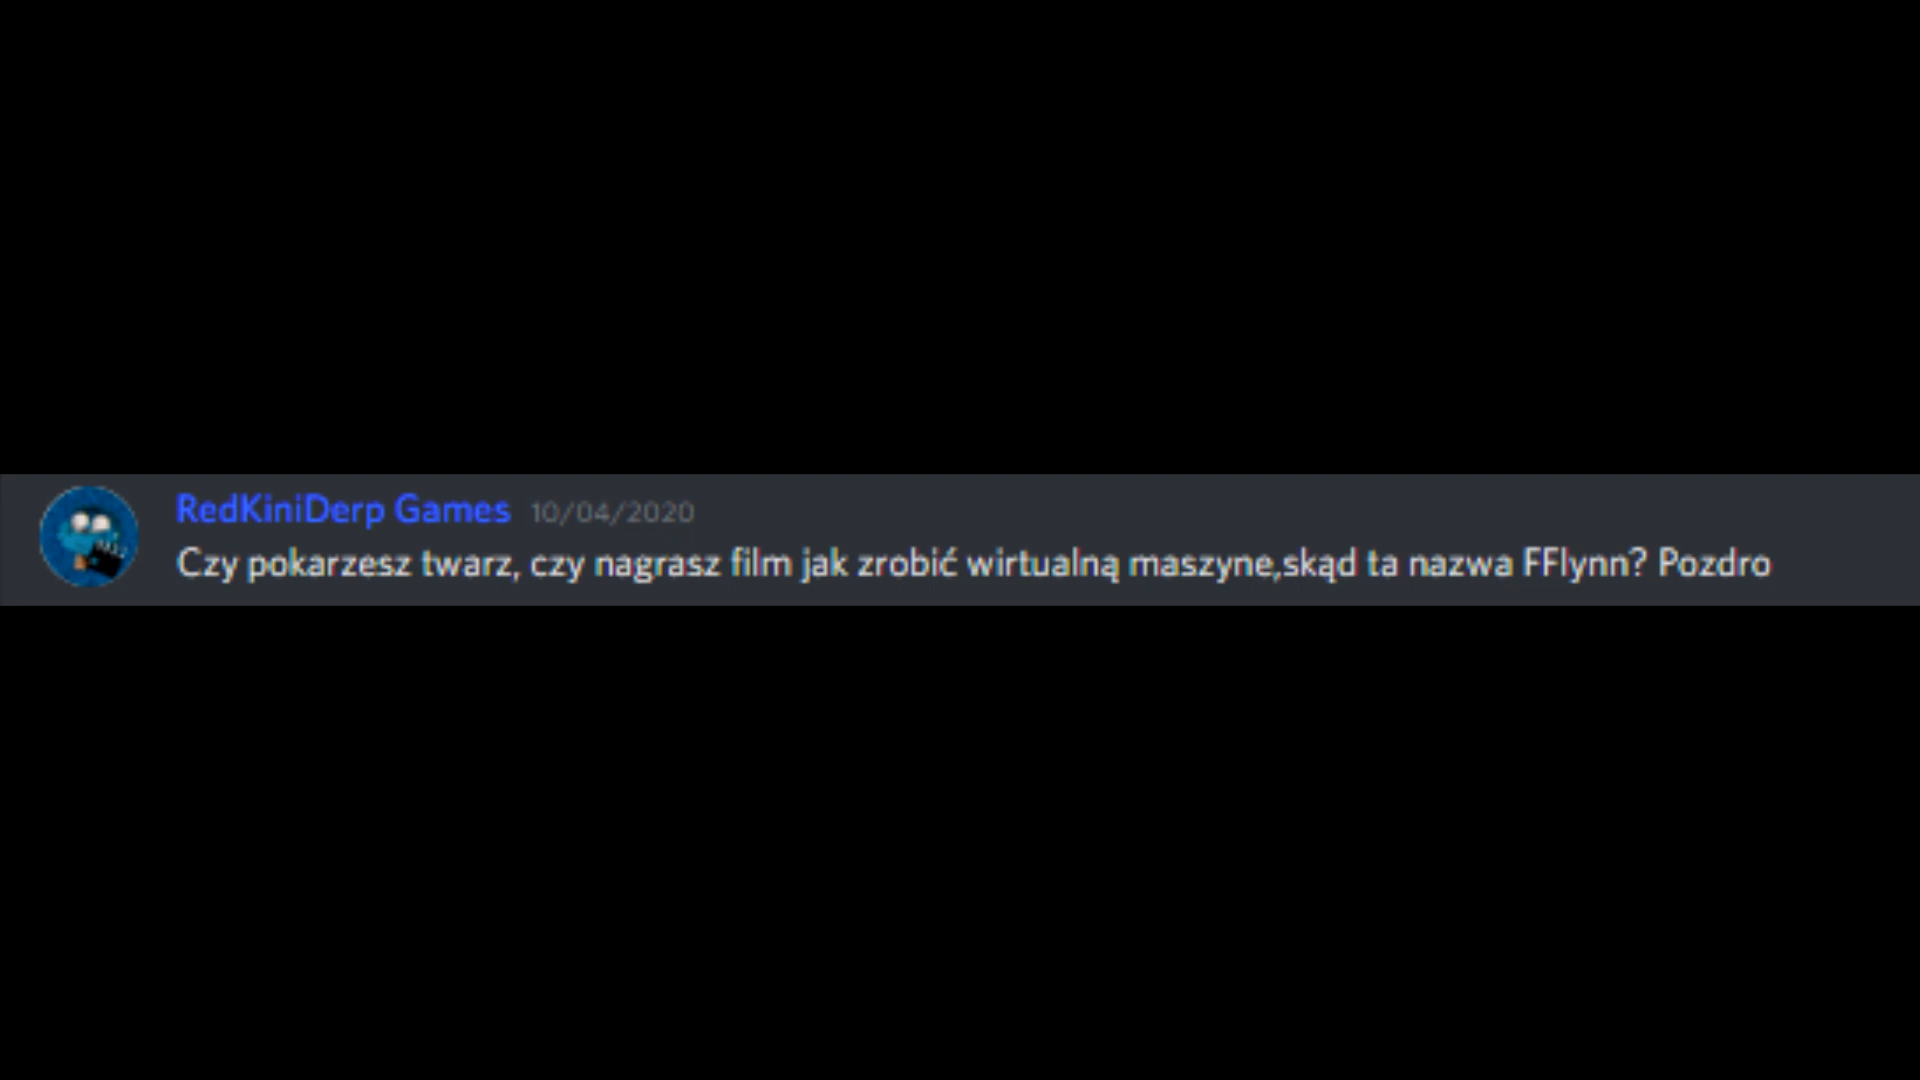 RedKiniDerp Games 10/04/2020
Czy pokarzesz twarz, czy nagrasz film jak zrobić wirtualną maszyne,skąd ta nazwa FFlynn? Pozdro